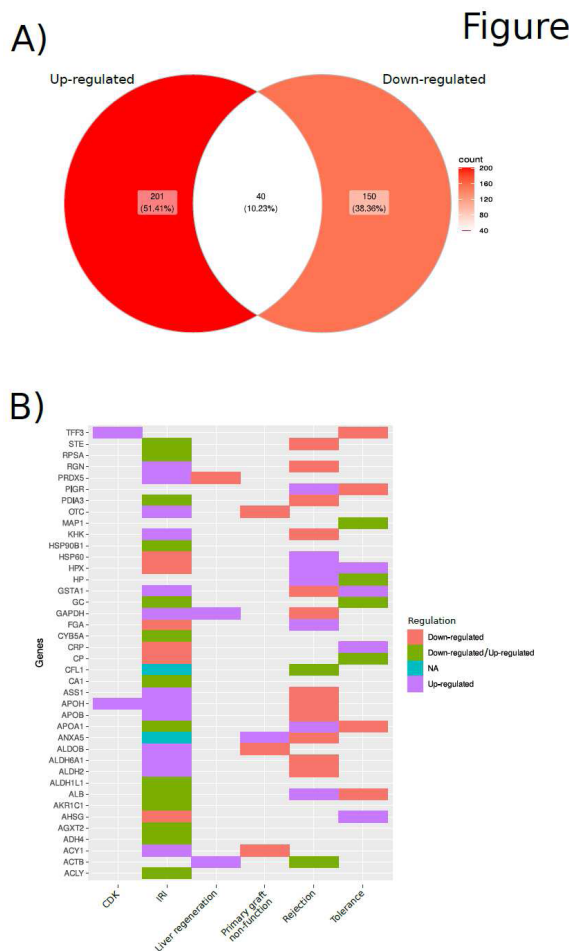 Figure
A)
Up-regulated
Down-regulated
201
(51.41%)
40
(10.23%)
150
(38.36%)
count
200
160
120
80
40
B)
TFF3
STE
RPSA
RGN
PRDX5
PIGR
PDIA3
OTC
MAP1
KHK
HSP90B1
HSP60
HPX
HP
GSTA1
GC
GAPDH
FGA
CYB5A
CRP
CP
CFL1
CA1
ASS1
APOH
APOB
APOA1
ANXA5
ALDOB
ALDH6A1
ALDH2
ALDH1L1
ALB
AKR1C1
AHSG
AGXT2
ADH4
ACY1
ACTB
ACLY
Genes
Regulation
Down-regulated
Down-regulated/Up-regulated
NA
Up-regulated
CDK
IRI
Liver regeneration
Primary graft
non-function
Rejection
Tolerance